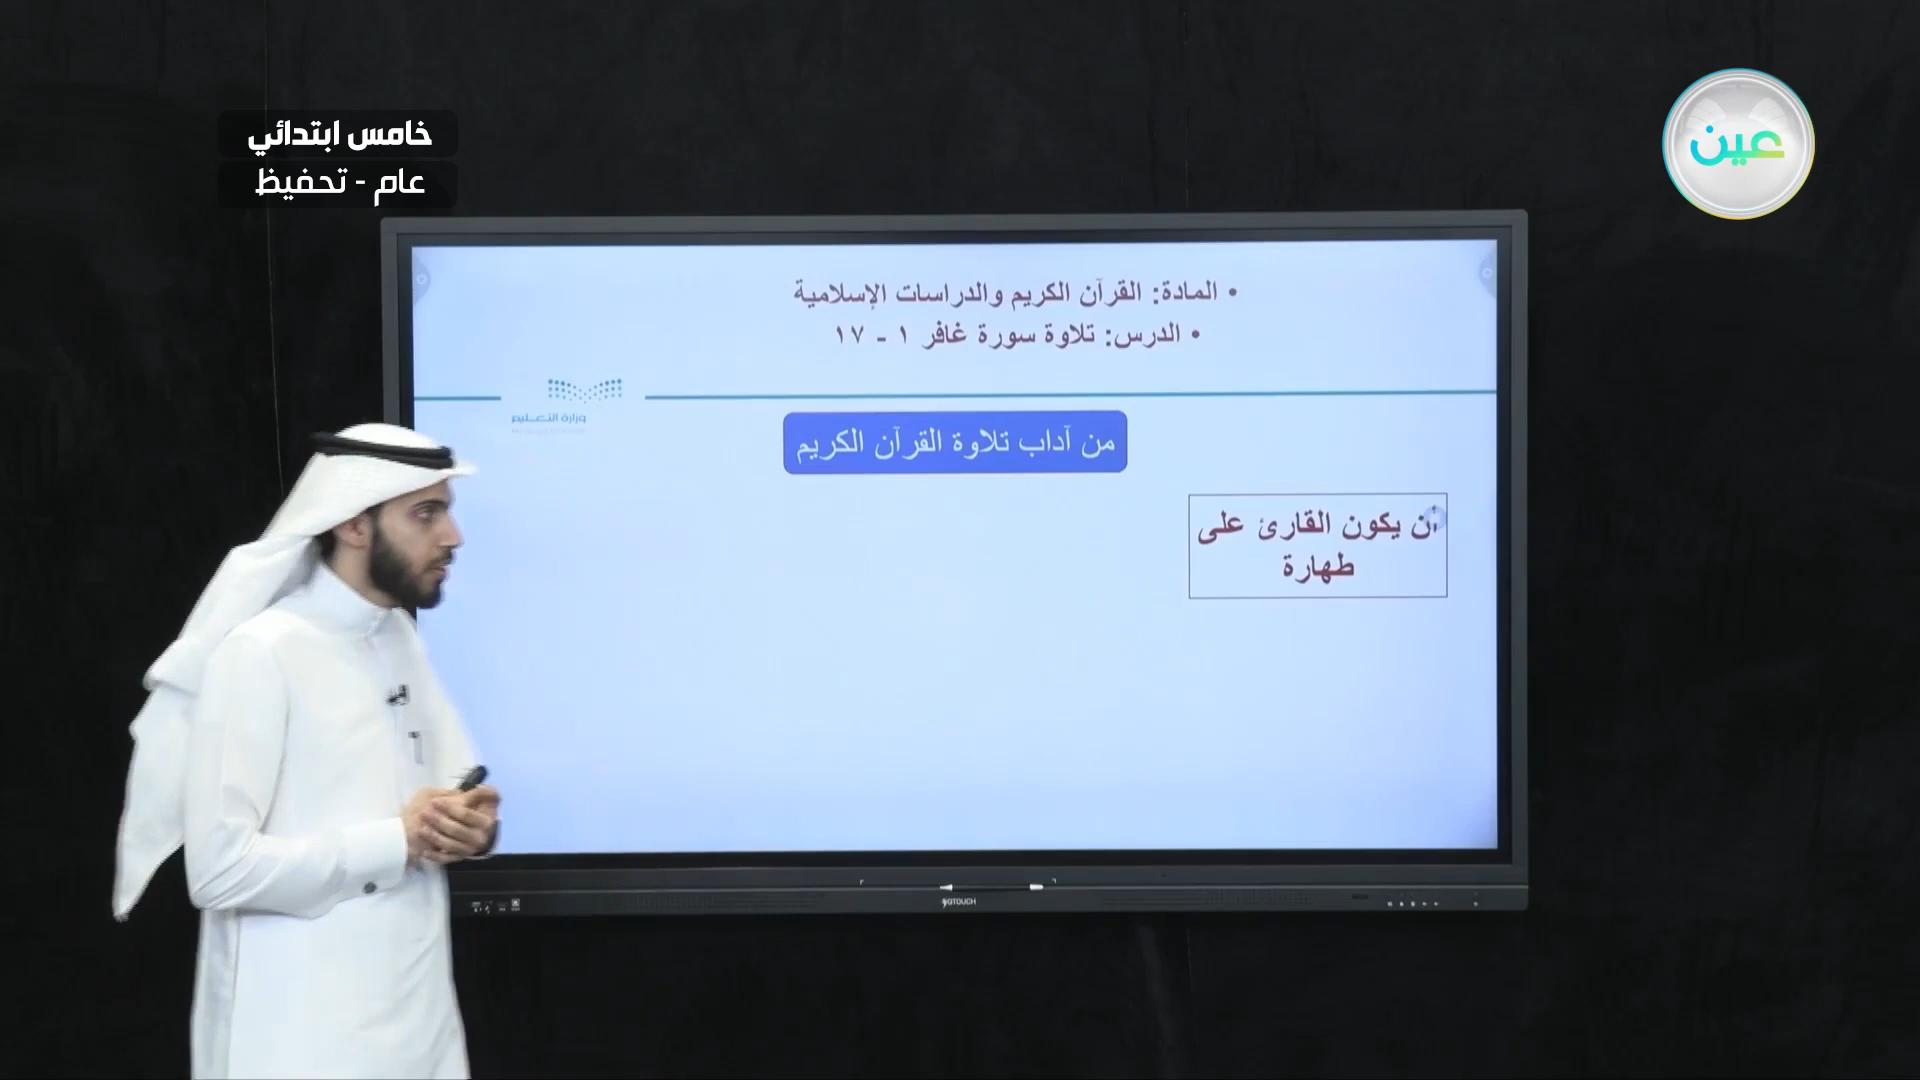 خامس ابتدائي
عام - تحفيظ
عين
• المادة: القرآن الكريم والدراسات الإسلامية
• الدرس: تلاوة سورة غافر ١ - ١٧
وزارة التعليم
من آداب تلاوة القرآن الكريم
أن يكون القارئ على
طهارة